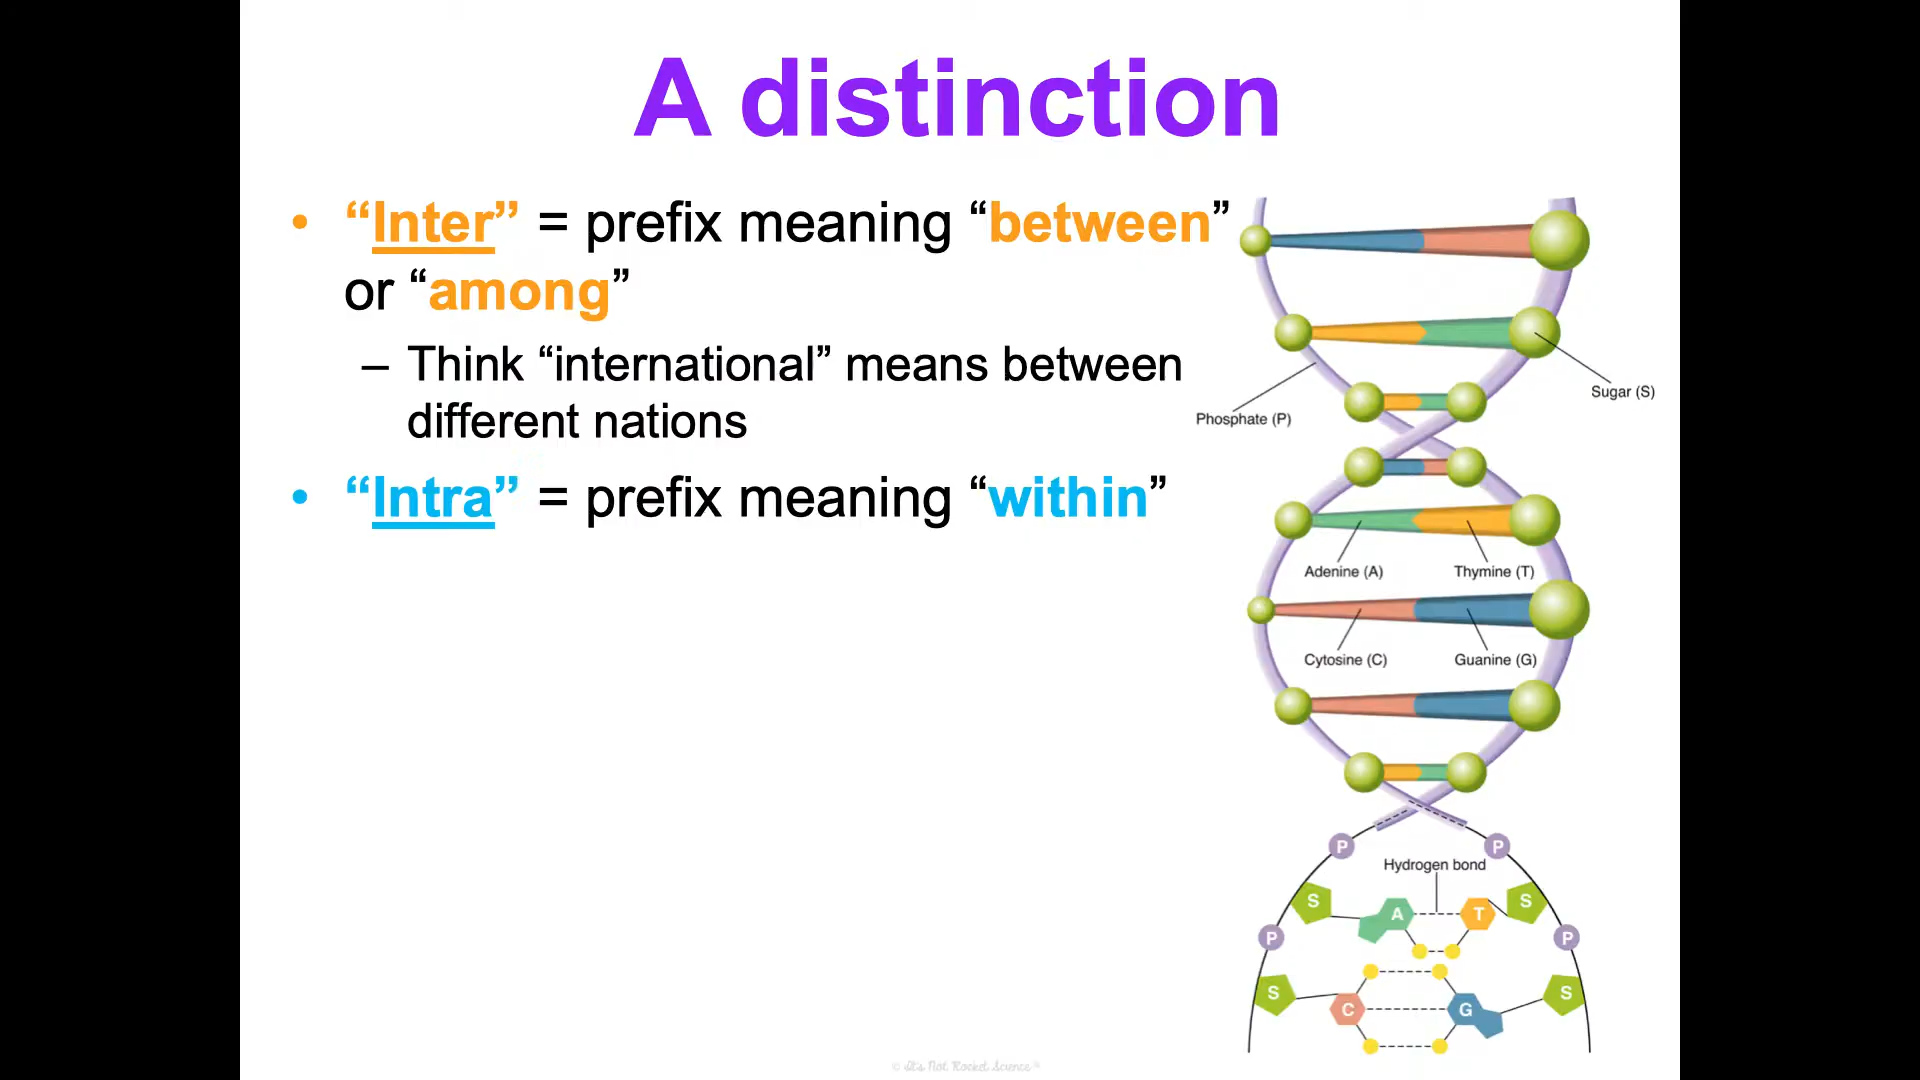 A distinction
• “Inter” = prefix meaning “between”
or “among”
– Think “international” means between
different nations
• “Intra” = prefix meaning “within”
Sugar (S)
Phosphate (P)
Adenine (A)
Thymine (T)
Cytosine (C)
Guanine (G)
P
P
Hydrogen bond
S
A
T
S
P
P
S
C
G
S
© It's Not Rocket Science